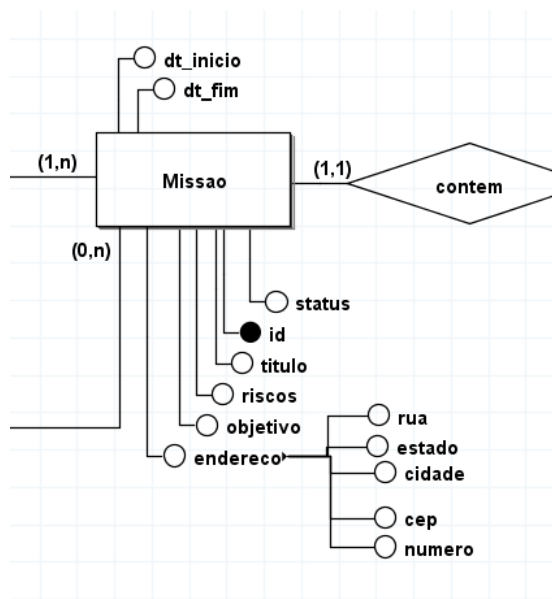 dt_inicio
dt_fim
(1,n)
Missao
(1,1)
contem
(0,n)
status
id
titulo
riscos
objetivo
endereco
rua
estado
cidade
cep
numero